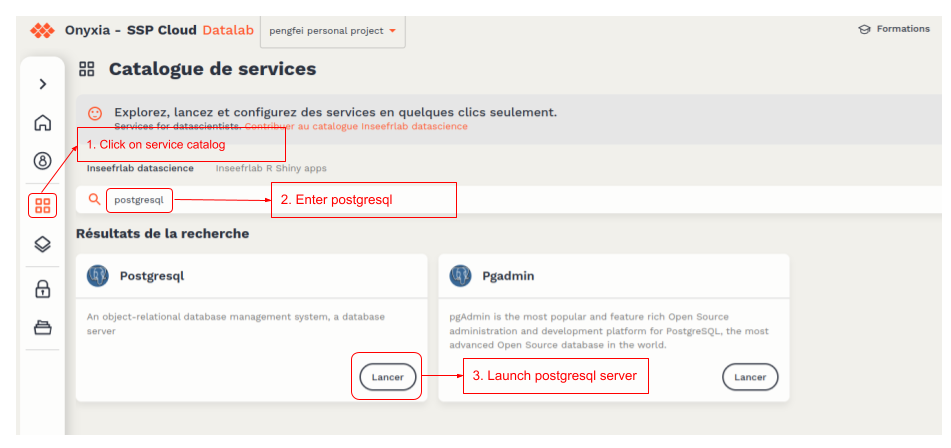 Onyxia - SSP Cloud Datalab
pengfei personal project
Formations
Catalogue de services
Explorez, lancez et configurez des services en quelques clics seulement.
Services for datascientists. Contribuer au catalogue Inseefrlab datascience
1. Click on service catalog
Inseefrlab datascience
Inseefrlab R Shiny apps
postgresql
2. Enter postgresql
Résultats de la recherche
Postgresql
An object-relational database management system, a database
server
Lancer
3. Launch postgresql server
Pgadmin
pgAdmin is the most popular and feature rich Open Source
administration and development platform for PostgreSQL, the most
advanced Open Source database in the world.
Lancer